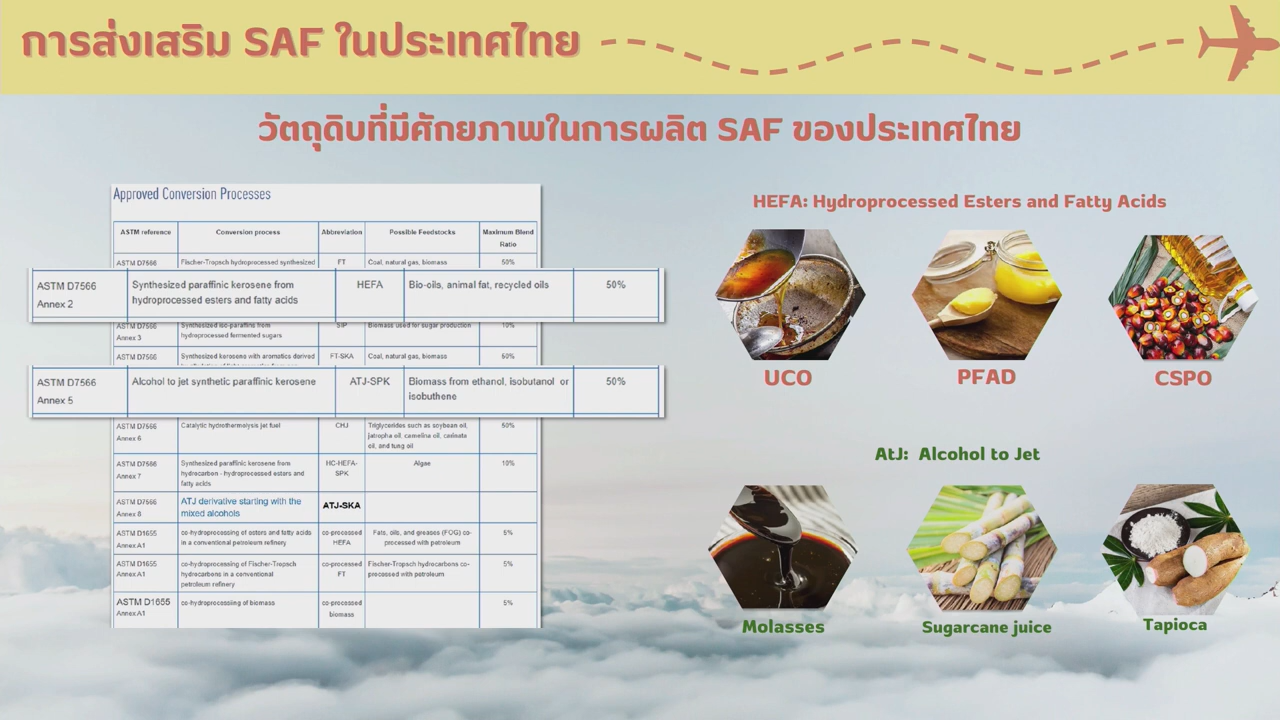 การส่งเสริม SAF ในประเทศไทย
วัตถุดิบที่มีศักยภาพในการผลิต SAF ของประเทศไทย
Approved Conversion Processes
ASTM reference Conversion process Abbreviation Possible Feedstocks Maximum Blend
Ratio
ASTM D7566 Fischer-Tropsch hydroprocessed synthesized FT Coal, natural gas, biomass 50%
ASTM D7566 Synthesized paraffinic kerosene from HEFA Bio-oils, animal fat, recycled oils 50%
Annex 2 hydroprocessed esters and fatty acids
ASTM D7566 Synthesized iso-paraffins from SIP Biomass used for sugar production 10%
Annex 3 hydroprocessed fermented sugars
ASTM D7566 Synthesized kerosene with aromatics derived FT-SKA Coal, natural gas, biomass 50%
ASTM D7566 Alcohol to jet synthetic paraffinic kerosene ATJ-SPK Biomass from ethanol, isobutanol or 50%
Annex 5 isobuthene
ASTM D7566 Catalytic hydrothermolysis jet fuel CHJ Triglycerides such as soybean oil, 50%
Annex 6 jatropha oil, camelina oil, carinata
oil, and tung oil
ASTM D7566 Synthesized paraffinic kerosene from HC-HEFA- Algae 10%
Annex 7 hydrocarbon - hydroprocessed esters and SPK
fatty acids
ASTM D7566 ATJ derivative starting with the ATJ-SKA
Annex 8 mixed alcohols
ASTM D1655 co-hydroprocessing of esters and fatty acids co-processed Fats, oils, and greases (FOG) co- 5%
Annex A1 in a conventional petroleum refinery HEFA processed with petroleum
ASTM D1655 co-hydroprocessing of Fischer-Tropsch co-processed Fischer-Tropsch hydrocarbons co- 5%
Annex A1 hydrocarbons in a conventional FT processed with petroleum
petroleum refinery
ASTM D1655 co-hydroprocessing of biomass co-processed 5%
Annex A1 biomass
HEFA: Hydroprocessed Esters and Fatty Acids
UCO PFAD CSPO
AtJ: Alcohol to Jet
Molasses Sugarcane juice Tapioca